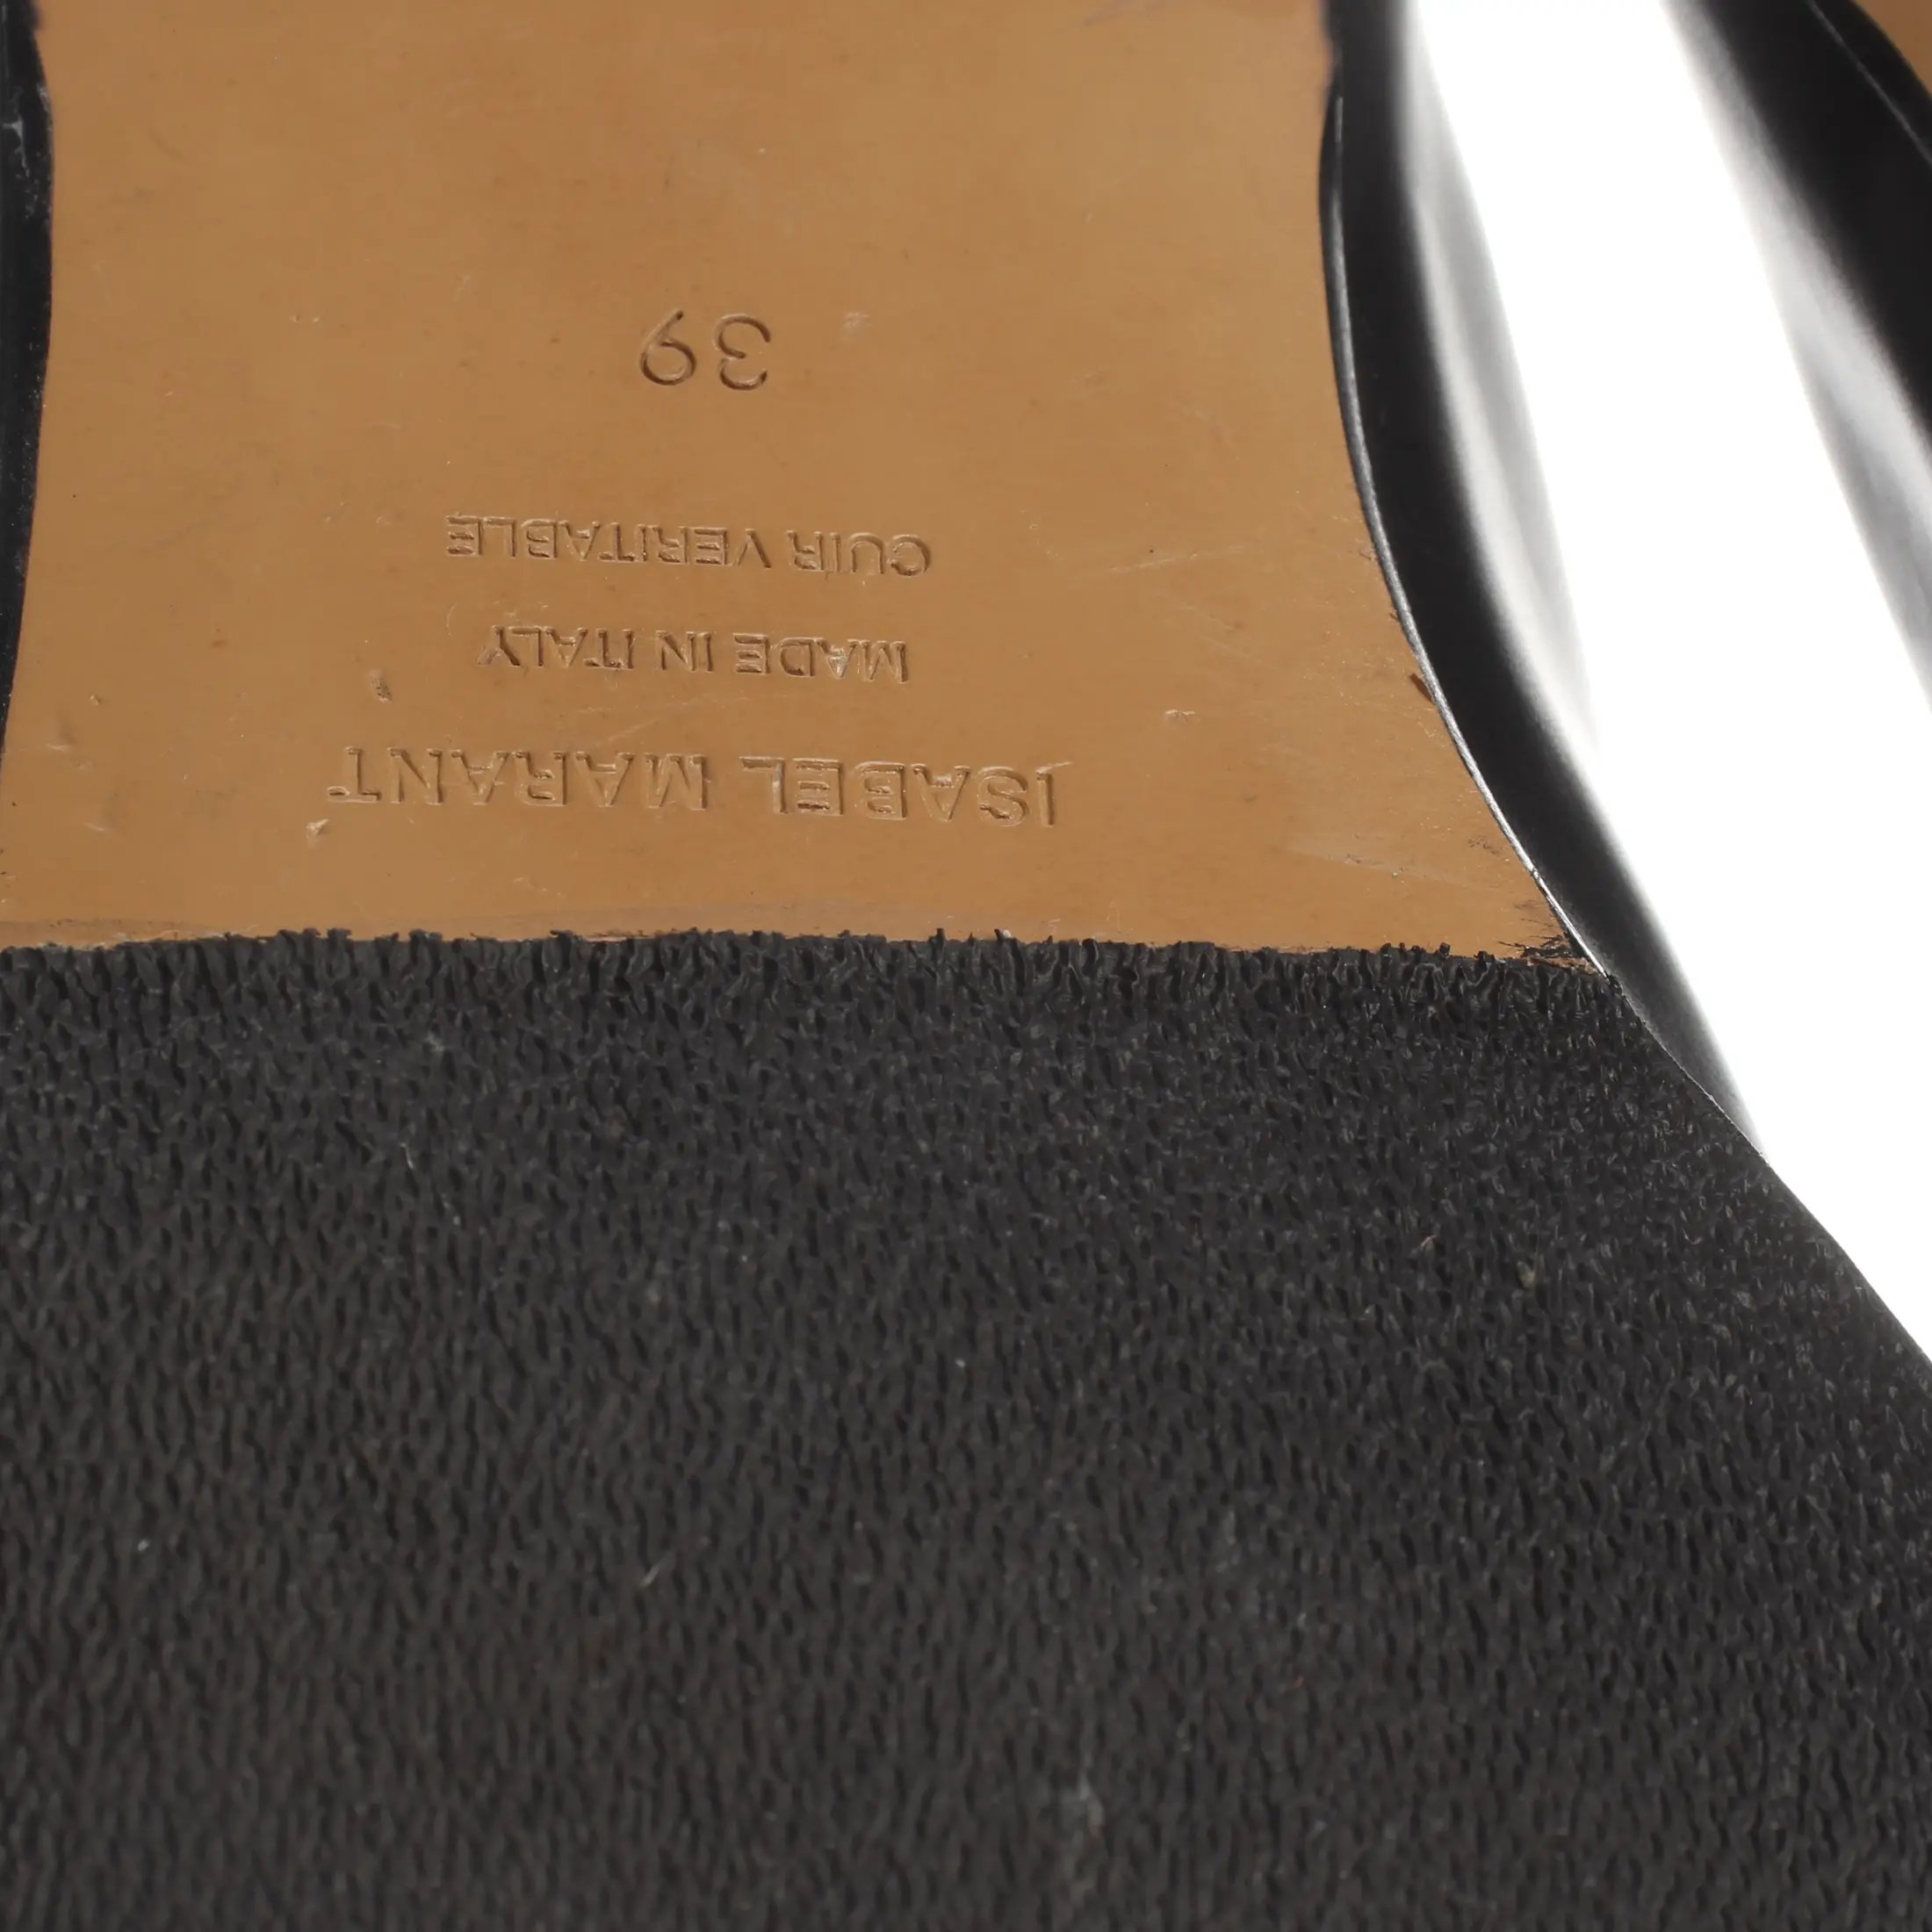 ISABEL MARANT
MADE IN ITALY
CUIR VERITABLE
39